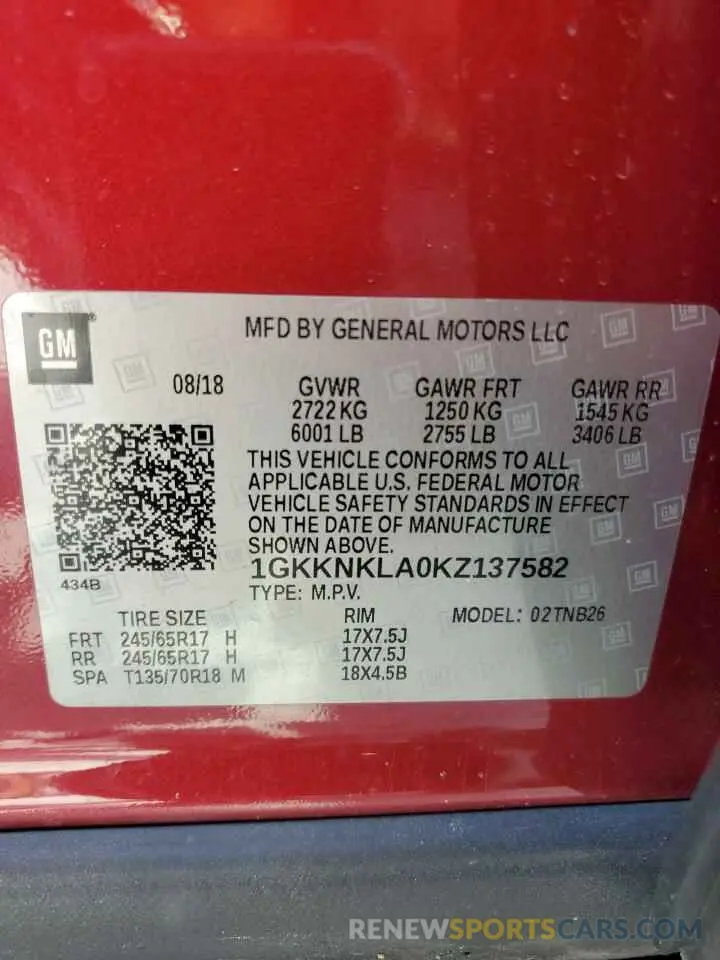 GM®
MFD BY GENERAL MOTORS LLC
08/18 GVWR GAWR FRT GAWR RR
2722 KG 1250 KG 1545 KG
6001 LB 2755 LB 3406 LB
THIS VEHICLE CONFORMS TO ALL
APPLICABLE U.S. FEDERAL MOTOR
VEHICLE SAFETY STANDARDS IN EFFECT
ON THE DATE OF MANUFACTURE
SHOWN ABOVE.
434B
1GKKNKLA0KZ137582
TYPE: M.P.V.
TIRE SIZE RIM MODEL: 02TNB26
FRT 245/65R17 H 17X7.5J
RR 245/65R17 H 17X7.5J
SPA T135/70R18 M 18X4.5B
RENEWSPORTSCARS.COM